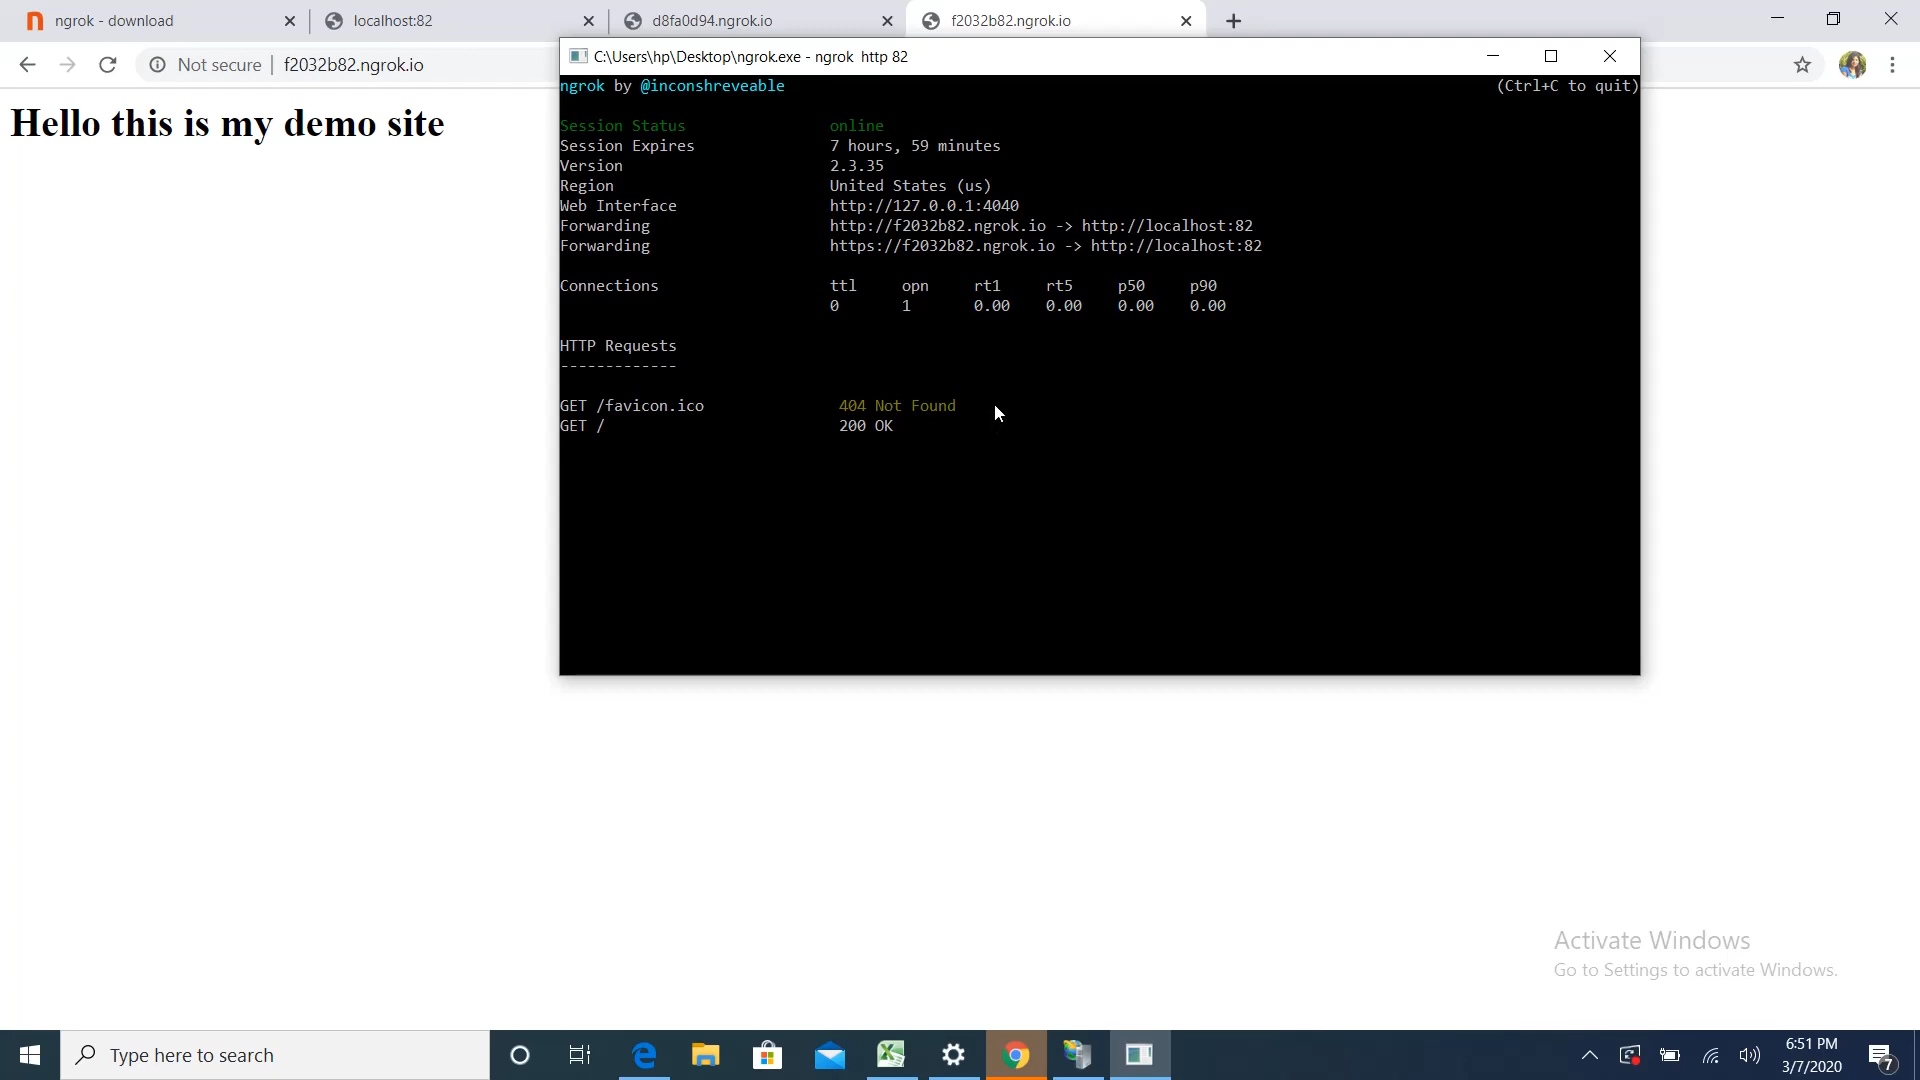 ngrok - download
localhost:82
d8fa0d94.ngrok.io
f2032b82.ngrok.io
Not secure | f2032b82.ngrok.io
Hello this is my demo site
C:\Users\hp\Desktop\ngrok.exe - ngrok  http 82
ngrok by @inconshreveable (Ctrl+C to quit)
Session Status online
Session Expires 7 hours, 59 minutes
Version 2.3.35
Region United States (us)
Web Interface http://127.0.0.1:4040
Forwarding http://f2032b82.ngrok.io -> http://localhost:82
Forwarding https://f2032b82.ngrok.io -> http://localhost:82
Connections ttl opn rt1 rt5 p50 p90
0 1 0.00 0.00 0.00 0.00
HTTP Requests
-------------
GET /favicon.ico 404 Not Found
GET / 200 OK
Activate Windows
Go to Settings to activate Windows.
Type here to search
6:51 PM
3/7/2020
7